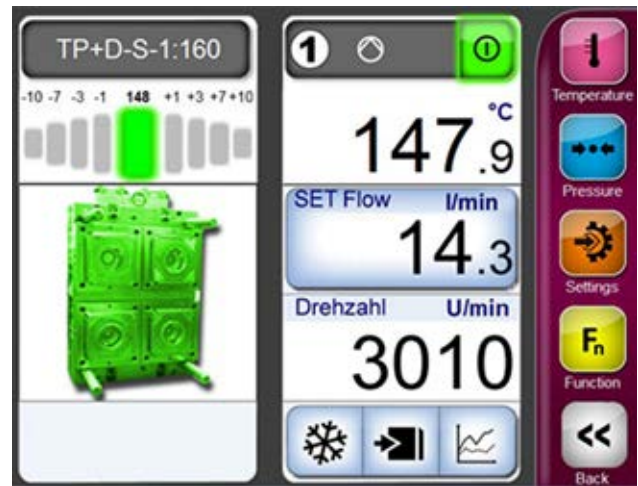 TP+D-S-1:160
-10 -7 -3 -1 148 +1 +3 +7 +10
1
°C
147.9
SET Flow l/min
14.3
Drehzahl U/min
3010
Temperature
Pressure
Settings
Fn
Function
<<
Back